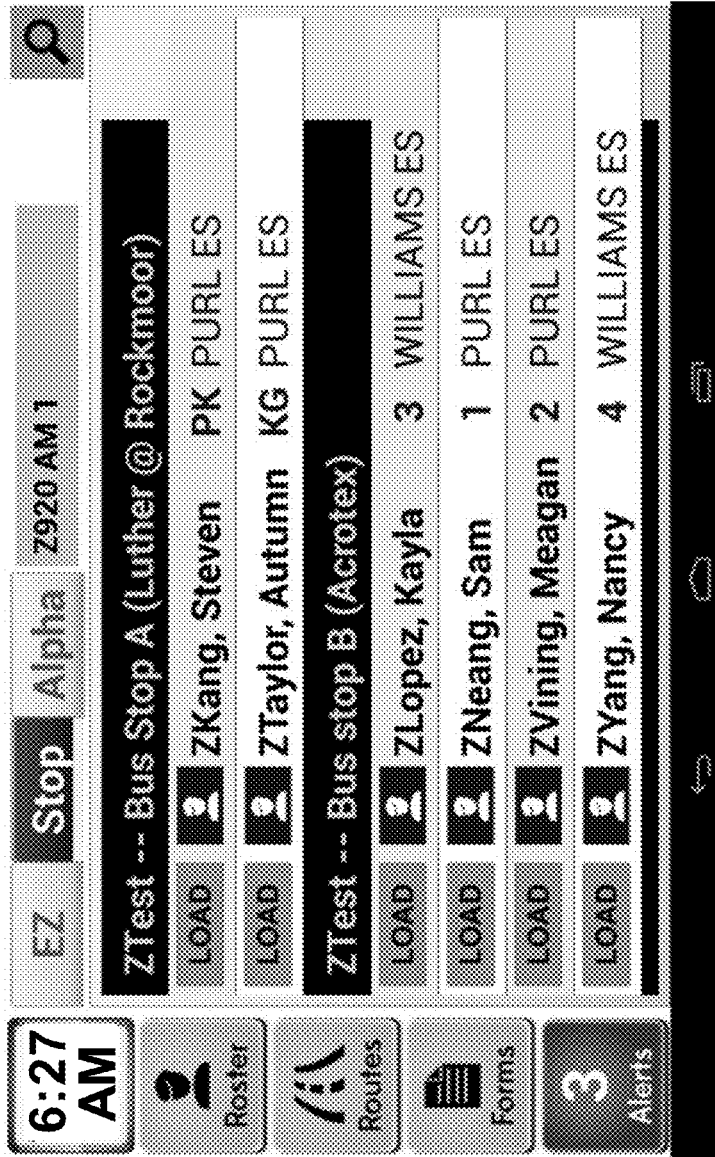 6:27 AM
EZ Stop Alpha Z920 AM 1
Roster
Routes
Forms
3
Alerts
ZTest -- Bus Stop A (Luther @ Rockmoor)
LOAD ZKang, Steven PK PURL ES
LOAD ZTaylor, Autumn KG PURL ES
ZTest -- Bus stop B (Acrotex)
LOAD ZLopez, Kayla 3 WILLIAMS ES
LOAD ZNeang, Sam 1 PURL ES
LOAD ZVining, Meagan 2 PURL ES
LOAD ZYang, Nancy 4 WILLIAMS ES